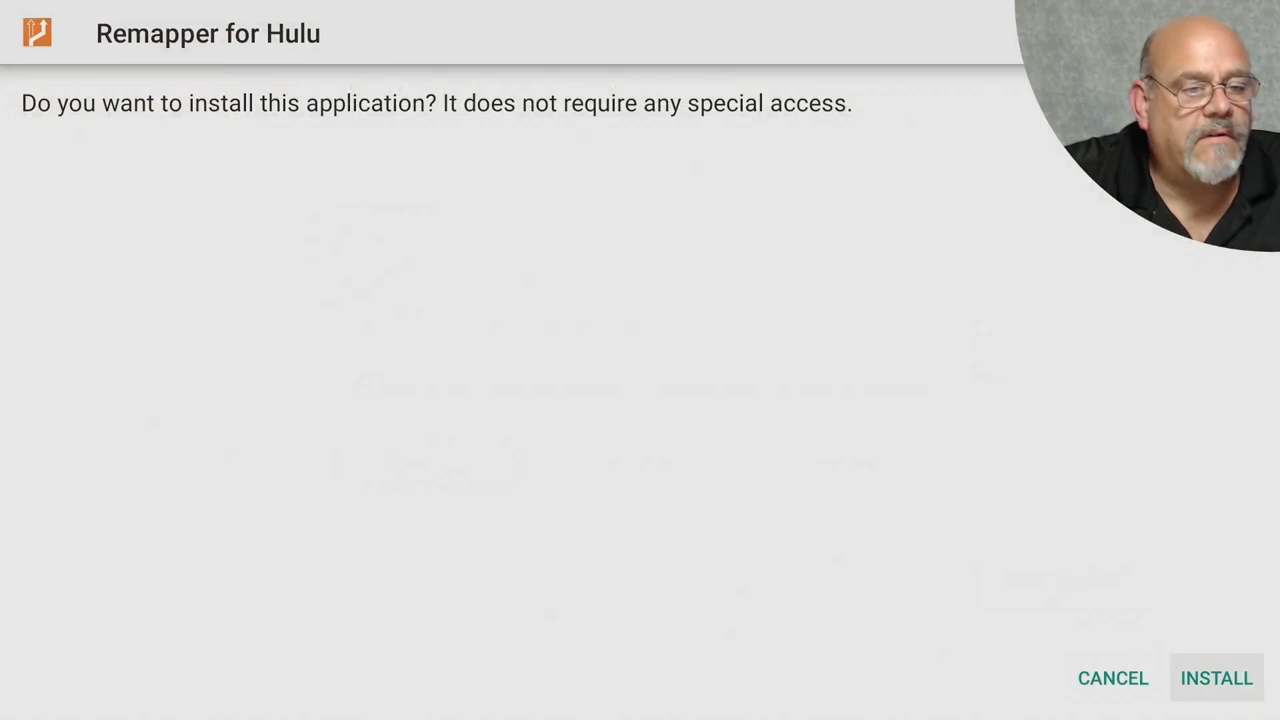 Remapper for Hulu
Do you want to install this application? It does not require any special access.
CANCEL INSTALL